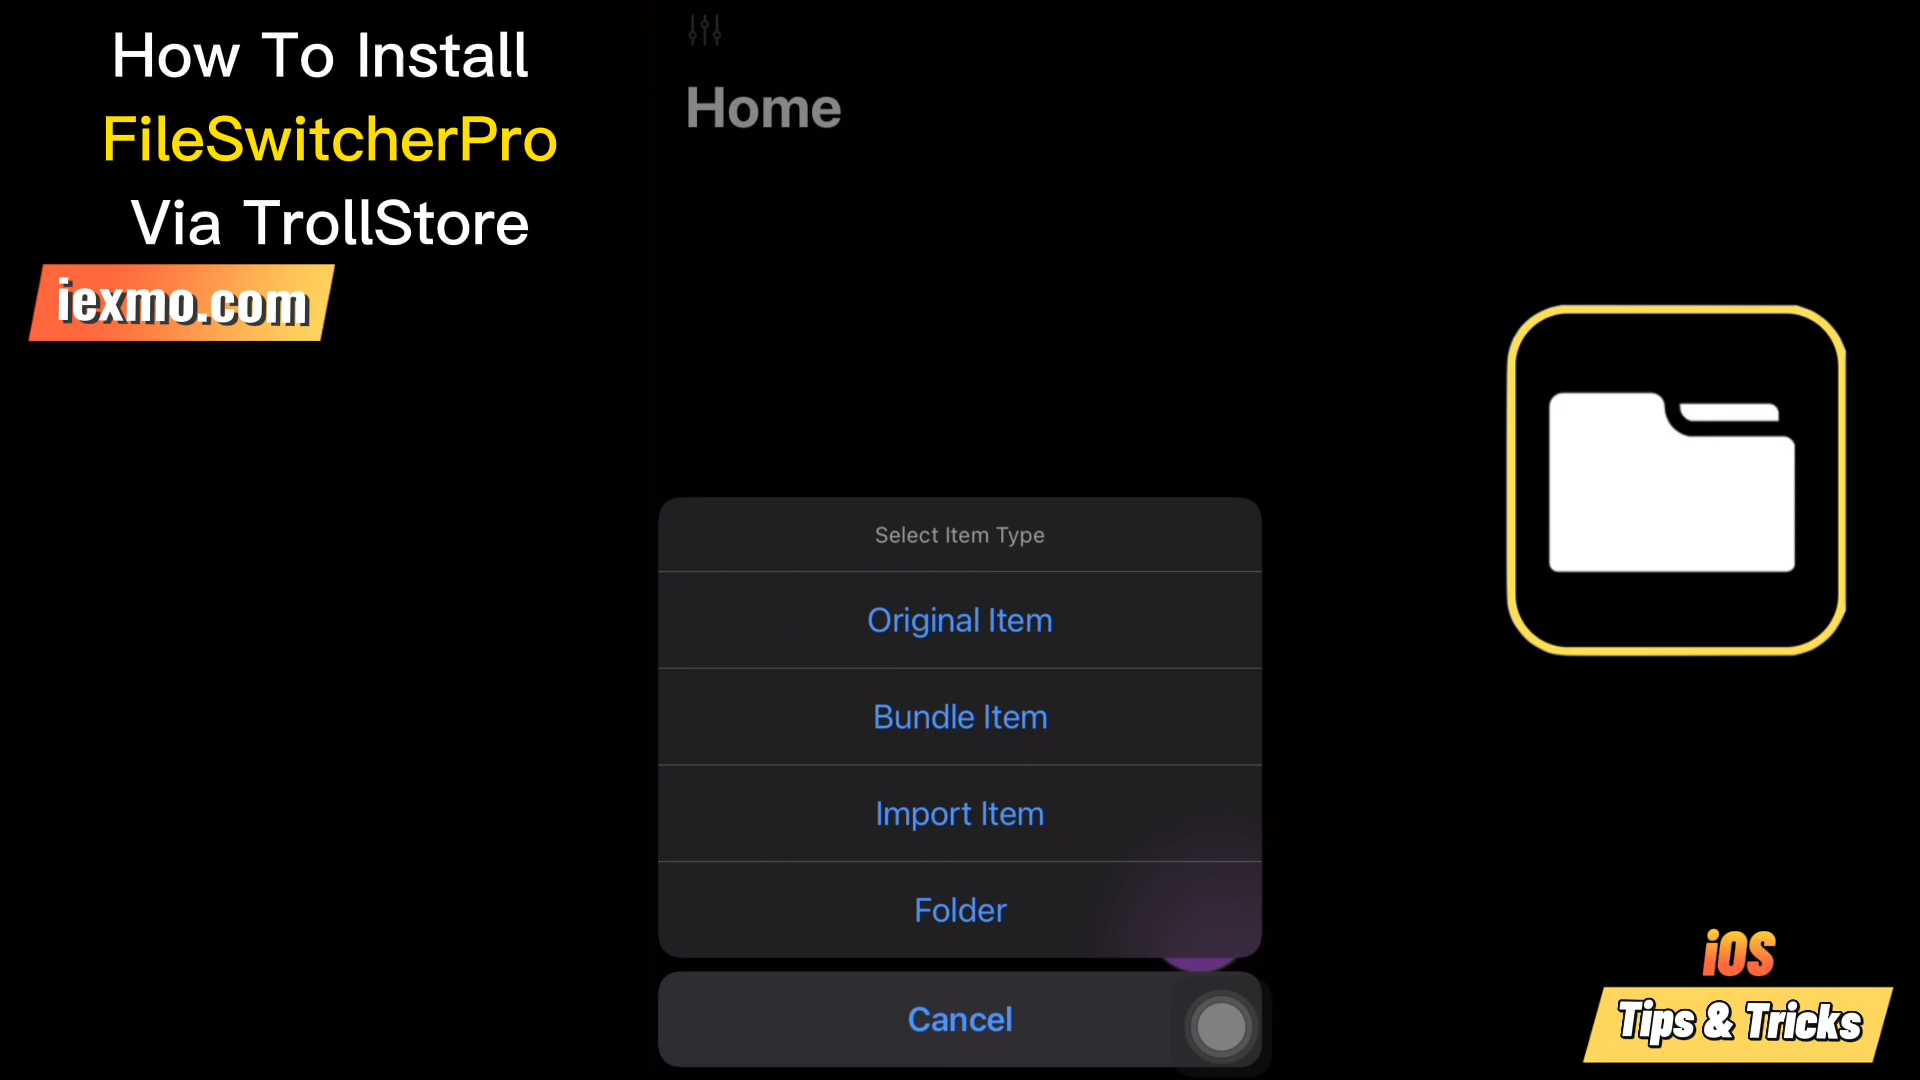 How To Install
FileSwitcherPro
Via TrollStore
iexmo.com
Home
Select Item Type
Original Item
Bundle Item
Import Item
Folder
Cancel
iOS
Tips & Tricks